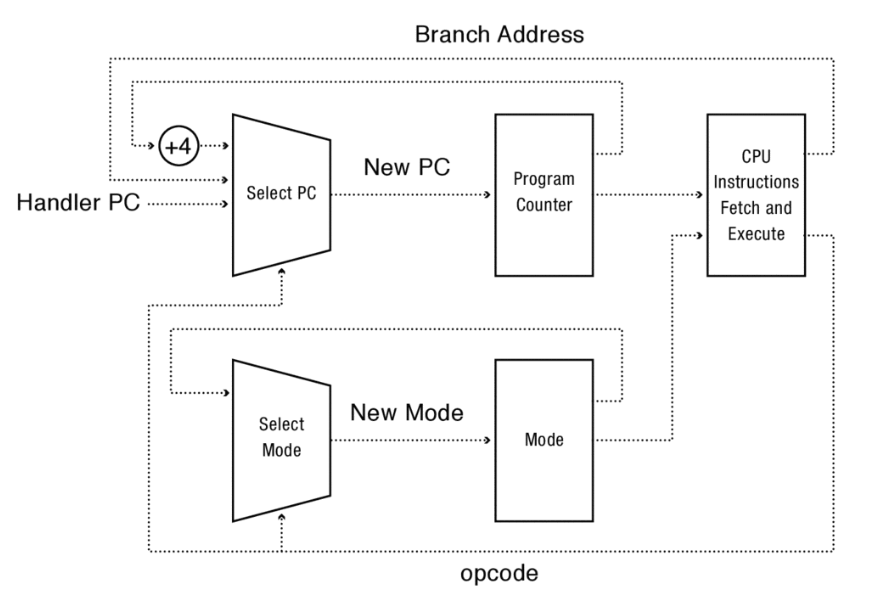 Branch Address
+4
Handler PC
Select PC
New PC
Program
Counter
CPU
Instructions
Fetch and
Execute
Select
Mode
New Mode
Mode
opcode